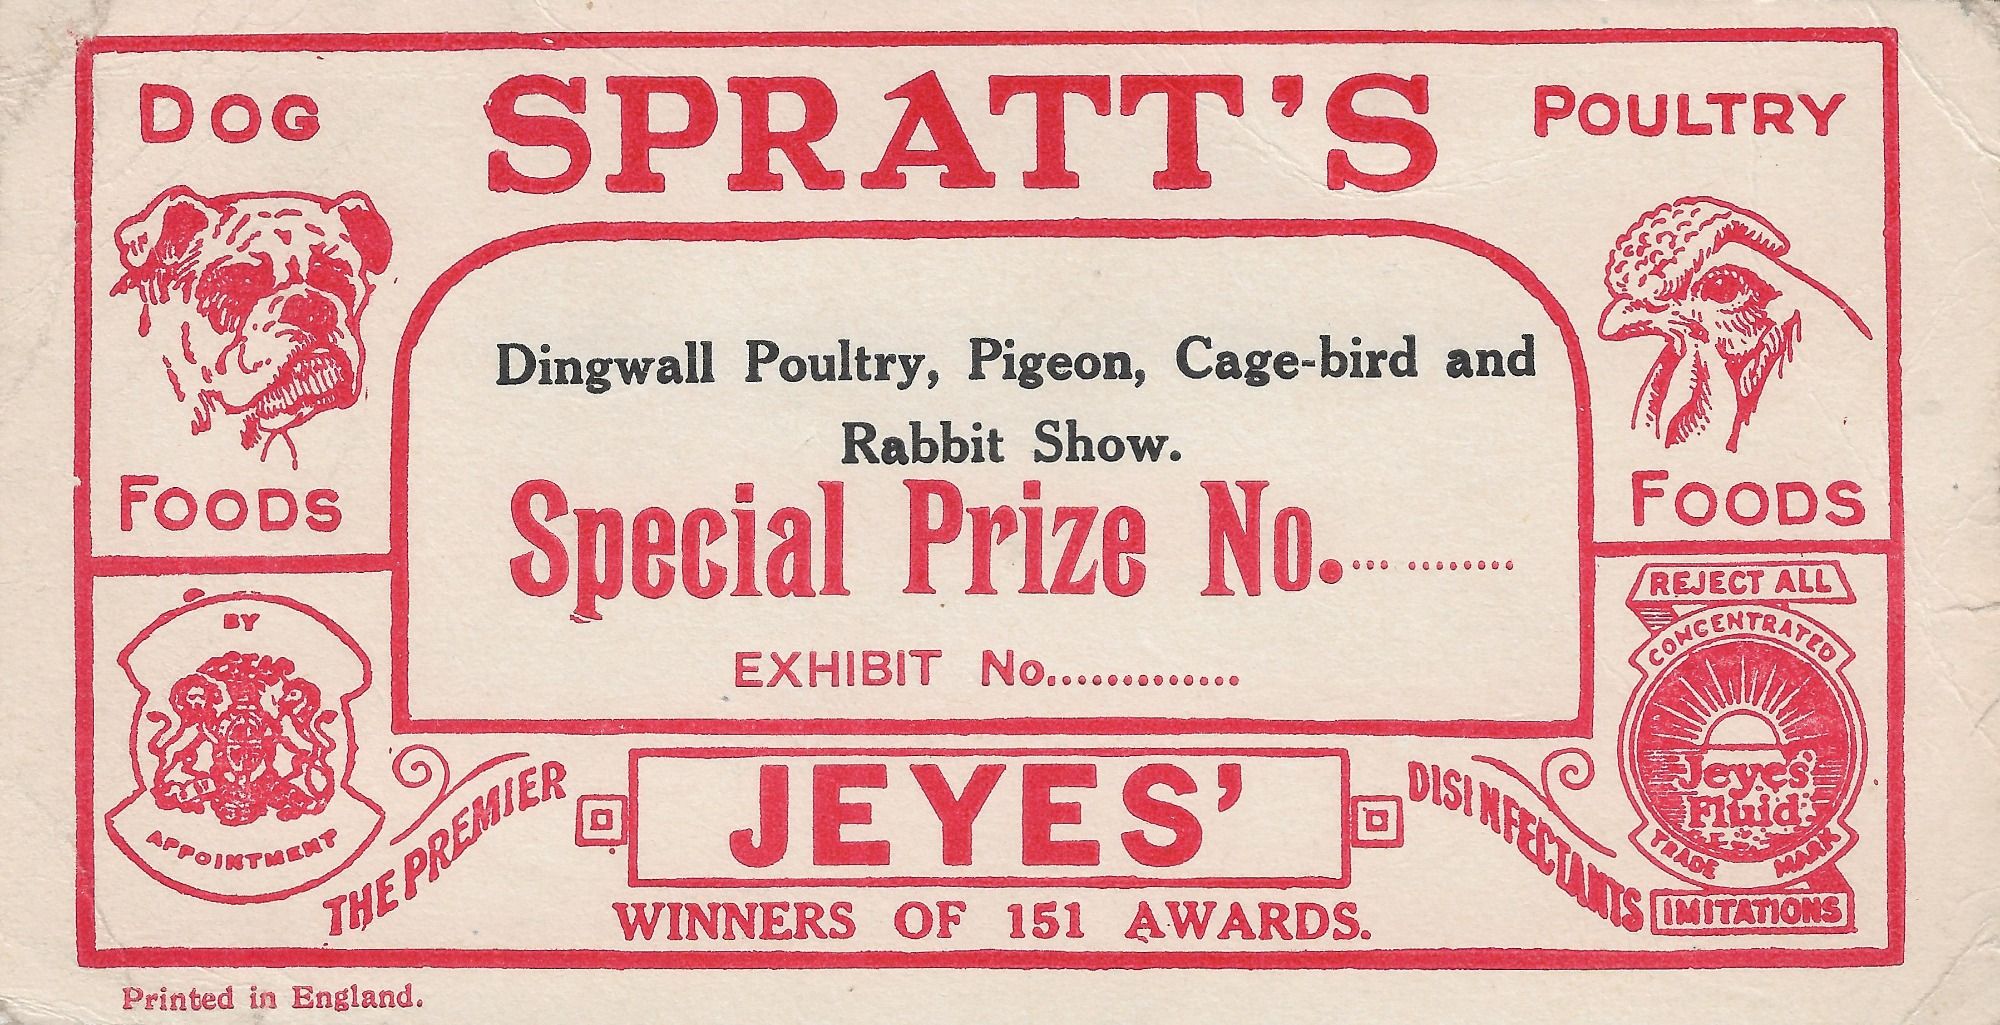 SPRATT'S
DOG
FOODS
POULTRY
FOODS
Dingwall Poultry, Pigeon, Cage-bird and
Rabbit Show.
Special Prize No............
EXHIBIT No..............
BY
APPOINTMENT
THE PREMIER
JEYES'
DISINFECTANTS
WINNERS OF 151 AWARDS.
REJECT ALL
CONCENTRATED
Jeyes'
Fluid
TRADE MARK
IMITATIONS
Printed in England.